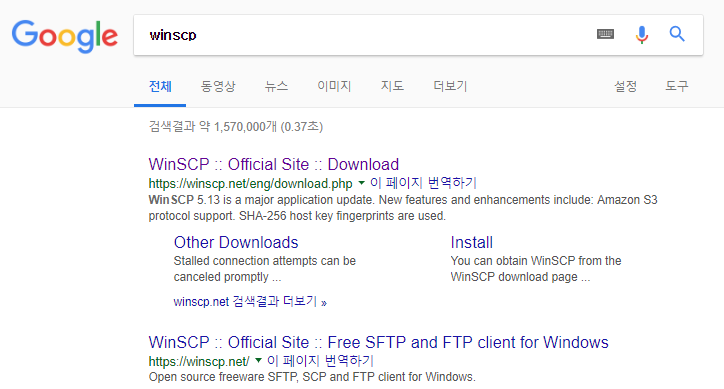 Google
winscp
전체 동영상 뉴스 이미지 지도 더보기 설정 도구
검색결과 약 1,570,000개 (0.37초)
WinSCP :: Official Site :: Download
https://winscp.net/eng/download.php ▼ 이 페이지 번역하기
WinSCP 5.13 is a major application update. New features and enhancements include: Amazon S3
protocol support. SHA-256 host key fingerprints are used.
Other Downloads Install
Stalled connection attempts can be You can obtain WinSCP from the
canceled promptly ... WinSCP download page ...
winscp.net 검색결과 더보기 »
WinSCP :: Official Site :: Free SFTP and FTP client for Windows
https://winscp.net/ ▼ 이 페이지 번역하기
Open source freeware SFTP, SCP and FTP client for Windows.